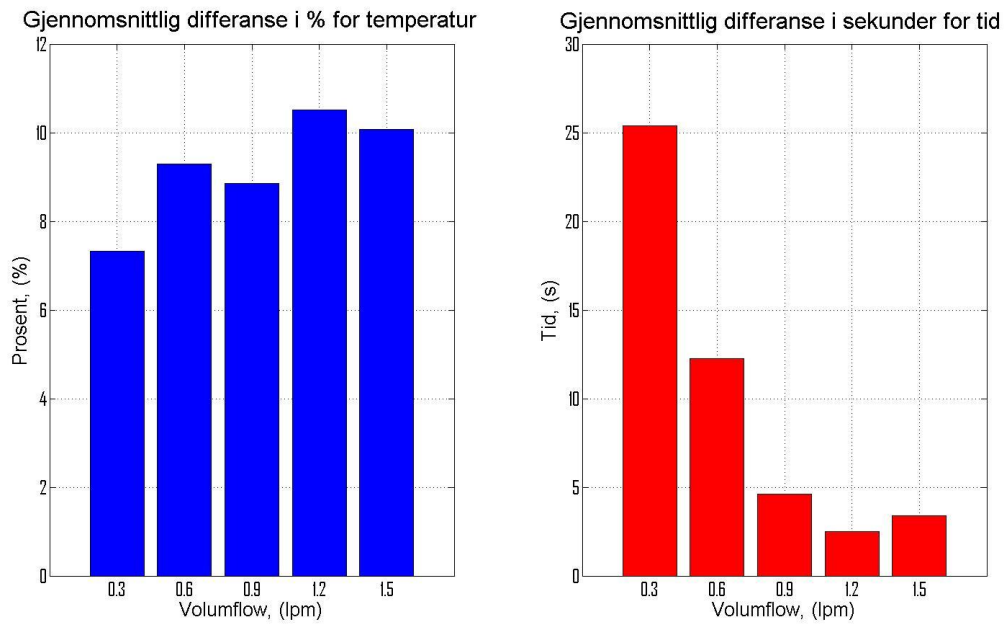 Gjennomsnittlig differanse i % for temperatur
12
10
8
6
4
2
0
Prosent, (%)
0.3 0.6 0.9 1.2 1.5
Volumflow, (lpm)
Gjennomsnittlig differanse i sekunder for tid
30
25
20
15
10
5
0
Tid, (s)
0.3 0.6 0.9 1.2 1.5
Volumflow, (lpm)